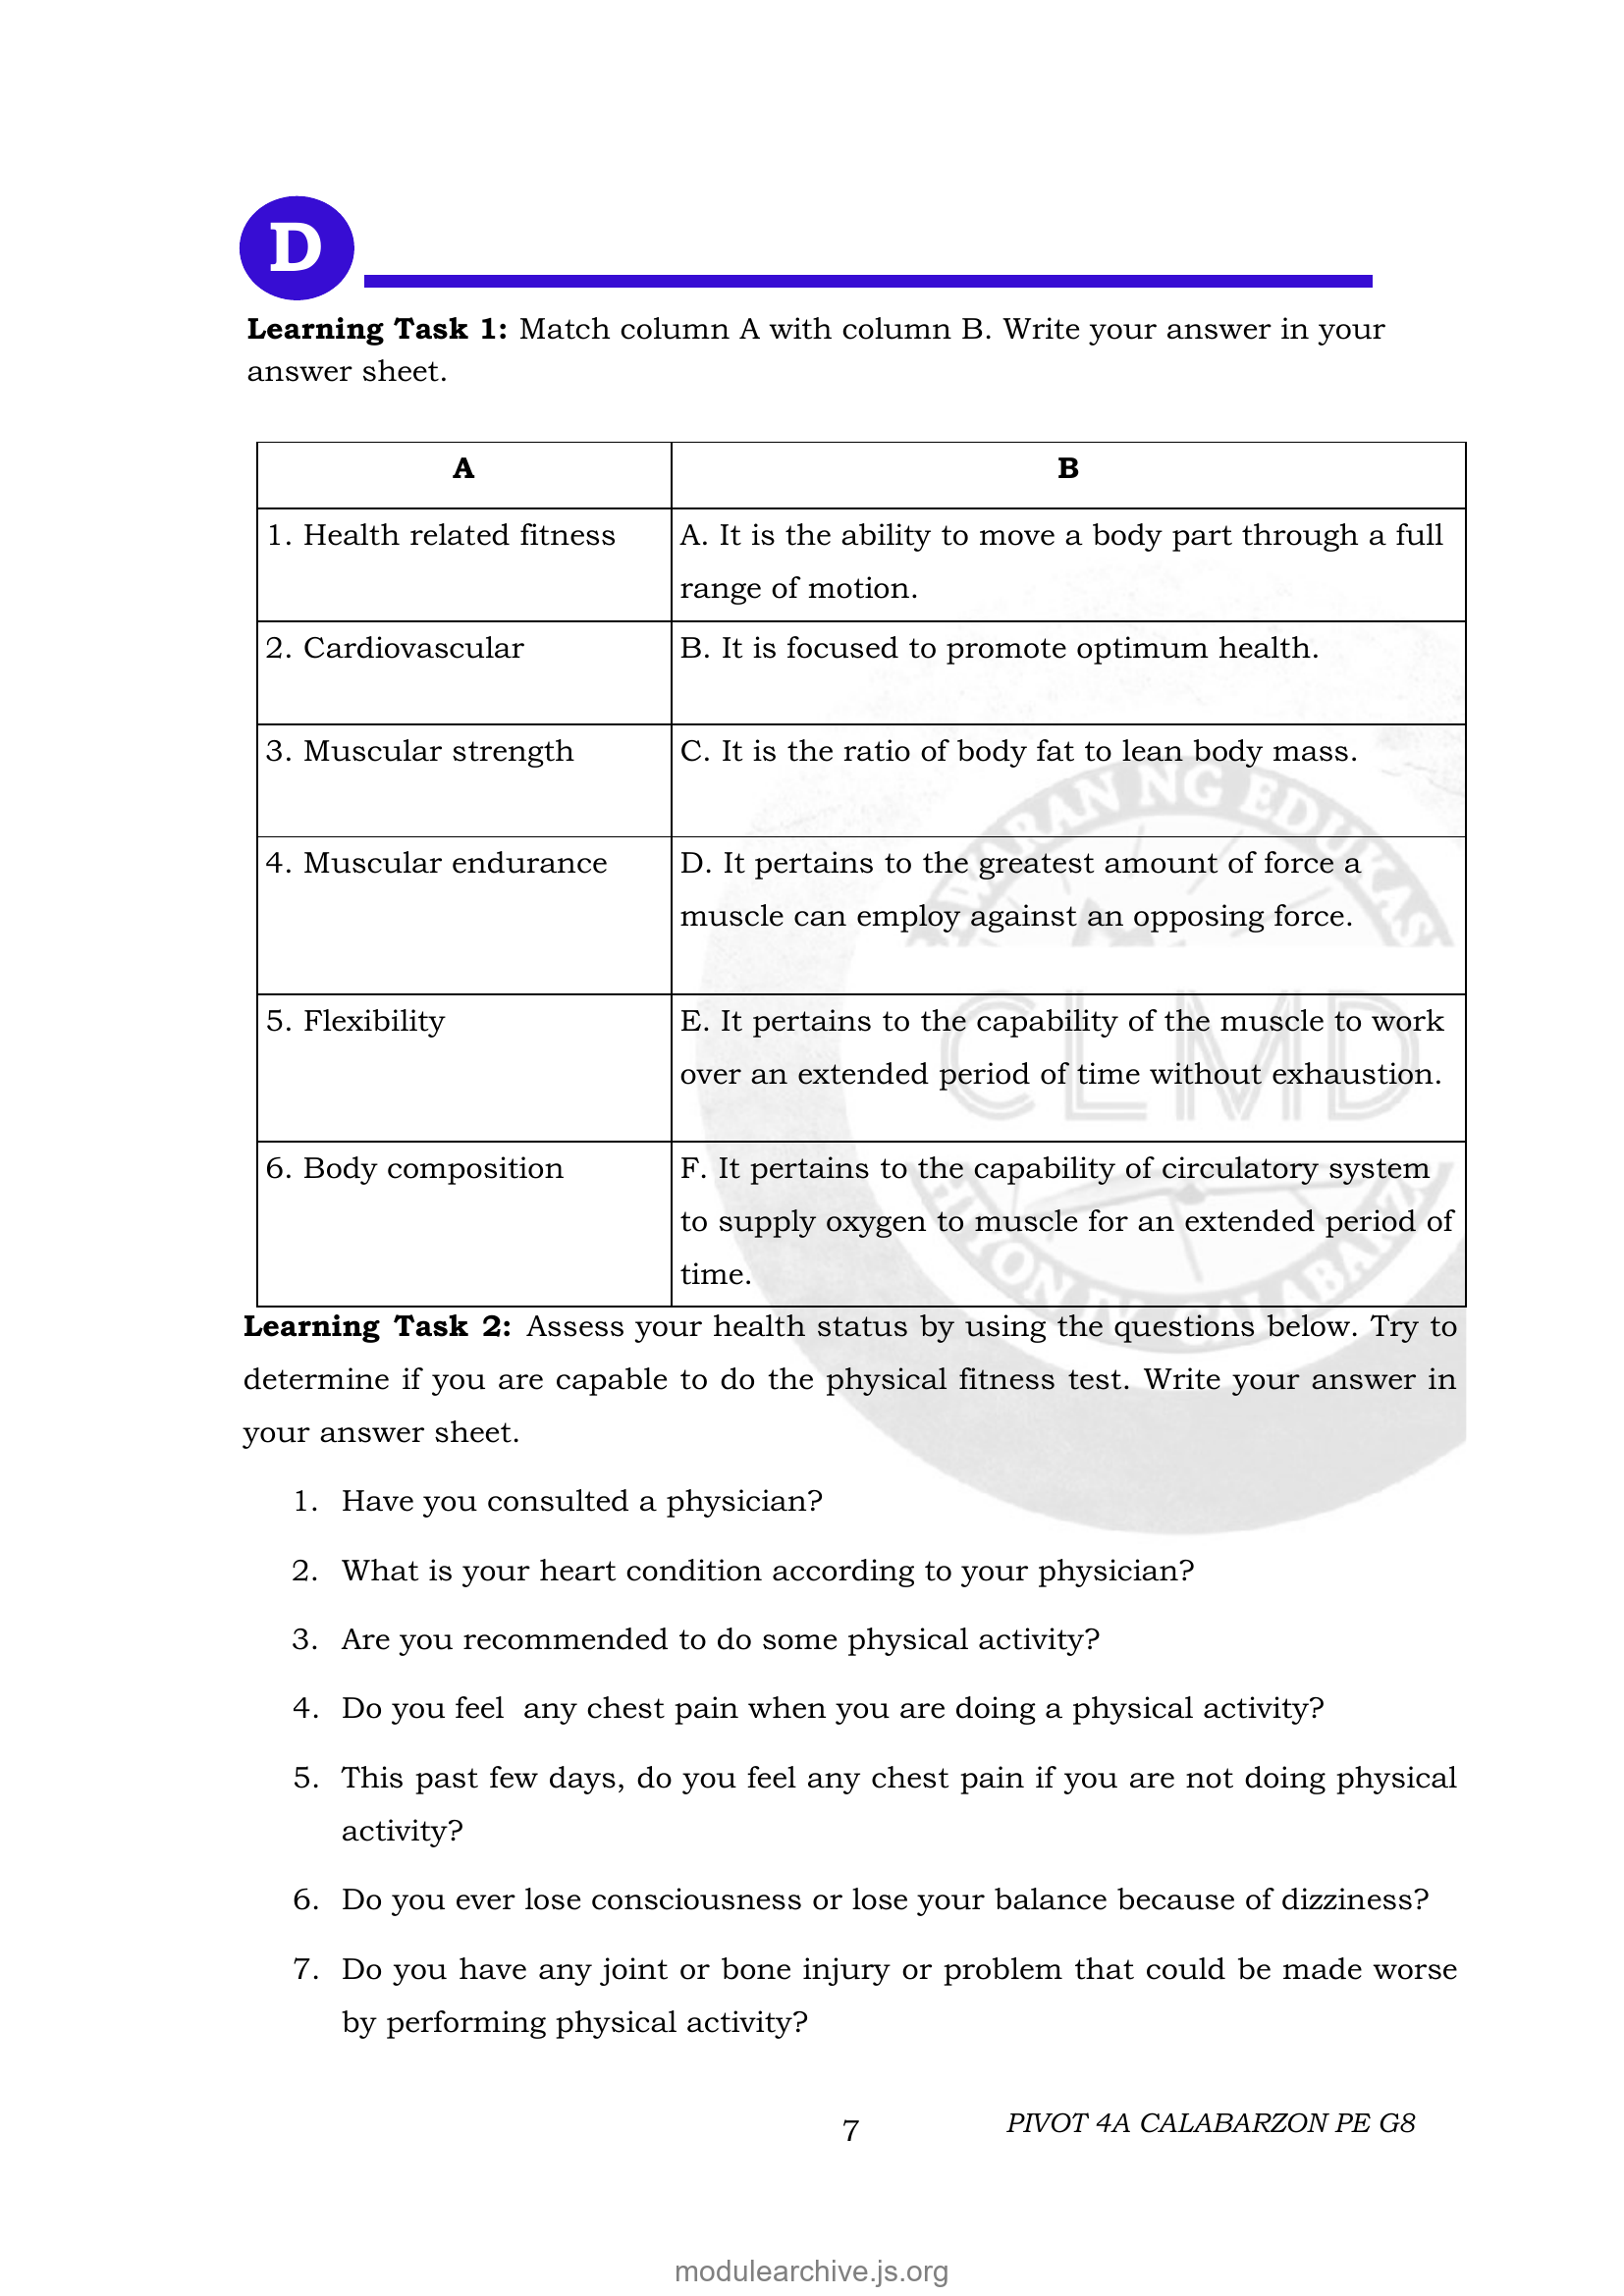 D
Learning Task 1: Match column A with column B. Write your answer in your
answer sheet.
A
B
1. Health related fitness
A. It is the ability to move a body part through a full
range of motion.
2. Cardiovascular
B. It is focused to promote optimum health.
3. Muscular strength
C. It is the ratio of body fat to lean body mass.
4. Muscular endurance
D. It pertains to the greatest amount of force a
muscle can employ against an opposing force.
5. Flexibility
E. It pertains to the capability of the muscle to work
over an extended period of time without exhaustion.
6. Body composition
F. It pertains to the capability of circulatory system
to supply oxygen to muscle for an extended period of
time.
CLMD
Learning Task 2: Assess your health status by using the questions below. Try to
determine if you are capable to do the physical fitness test. Write your answer in
your answer sheet.
1. Have you consulted a physician?
2. What is your heart condition according to your physician?
3. Are you recommended to do some physical activity?
4. Do you feel  any chest pain when you are doing a physical activity?
5. This past few days, do you feel any chest pain if you are not doing physical
activity?
6. Do you ever lose consciousness or lose your balance because of dizziness?
7. Do you have any joint or bone injury or problem that could be made worse
by performing physical activity?
7
PIVOT 4A CALABARZON PE G8
modulearchive.js.org